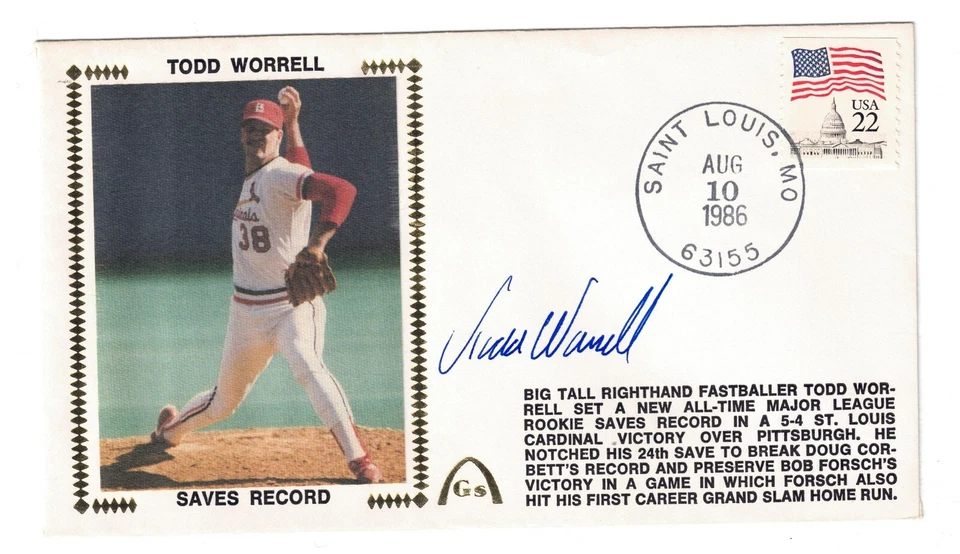 TODD WORRELL
Cardinals
38
SAVES RECORD
USA
22
SAINT LOUIS, MO
AUG
10
1986
63155
Todd Worrell
BIG TALL RIGHTHAND FASTBALLER TODD WOR-
RELL SET A NEW ALL-TIME MAJOR LEAGUE
ROOKIE SAVES RECORD IN A 5-4 ST. LOUIS
CARDINAL VICTORY OVER PITTSBURGH. HE
NOTCHED HIS 24th SAVE TO BREAK DOUG COR-
BETT'S RECORD AND PRESERVE BOB FORSCH'S
VICTORY IN A GAME IN WHICH FORSCH ALSO
HIT HIS FIRST CAREER GRAND SLAM HOME RUN.
Gs